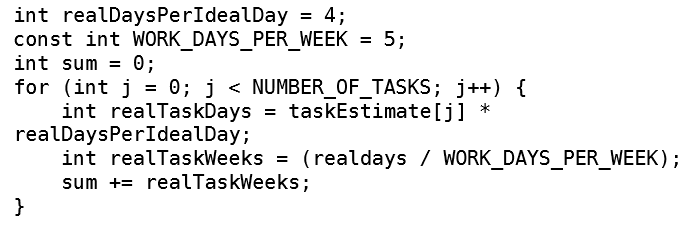 int realDaysPerIdealDay = 4;
const int WORK_DAYS_PER_WEEK = 5;
int sum = 0;
for (int j = 0; j < NUMBER_OF_TASKS; j++) {
    int realTaskDays = taskEstimate[j] *
realDaysPerIdealDay;
    int realTaskWeeks = (realdays / WORK_DAYS_PER_WEEK);
    sum += realTaskWeeks;
}